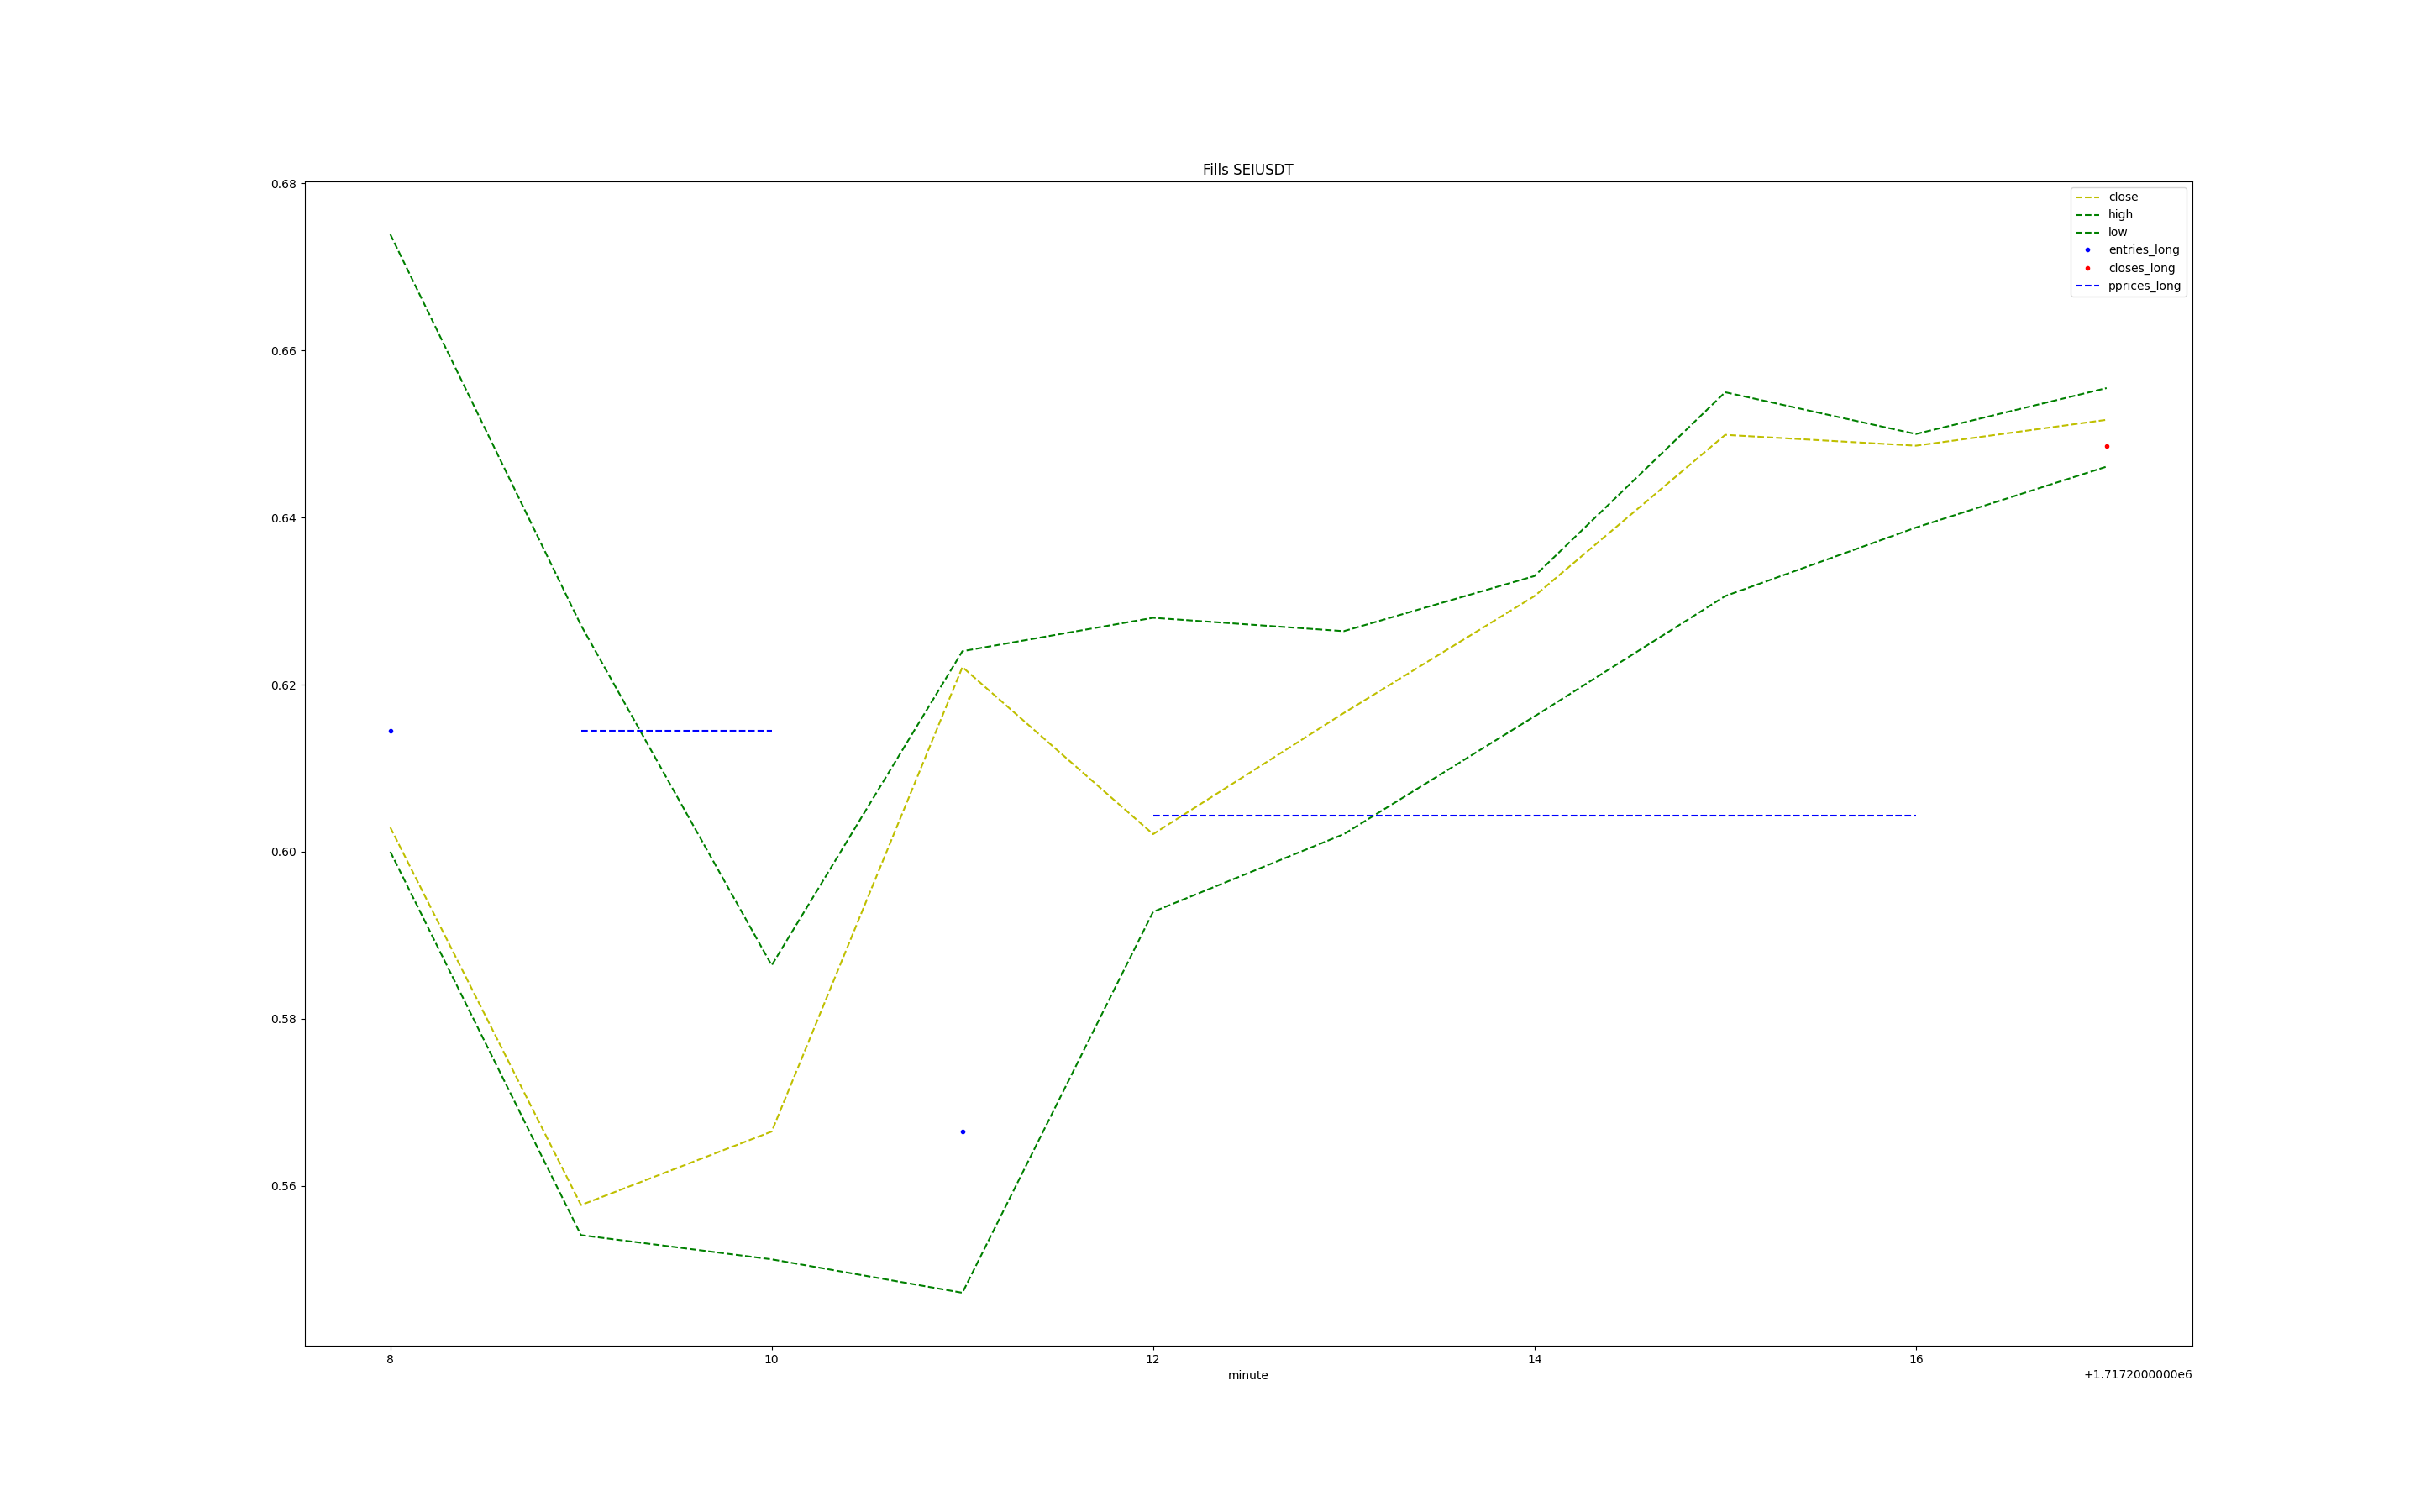 Fills SEIUSDT
0.68
0.66
0.64
0.62
0.60
0.58
0.56
close
high
low
entries_long
closes_long
pprices_long
8 10 12 14 16
minute
+1.7172000000e6